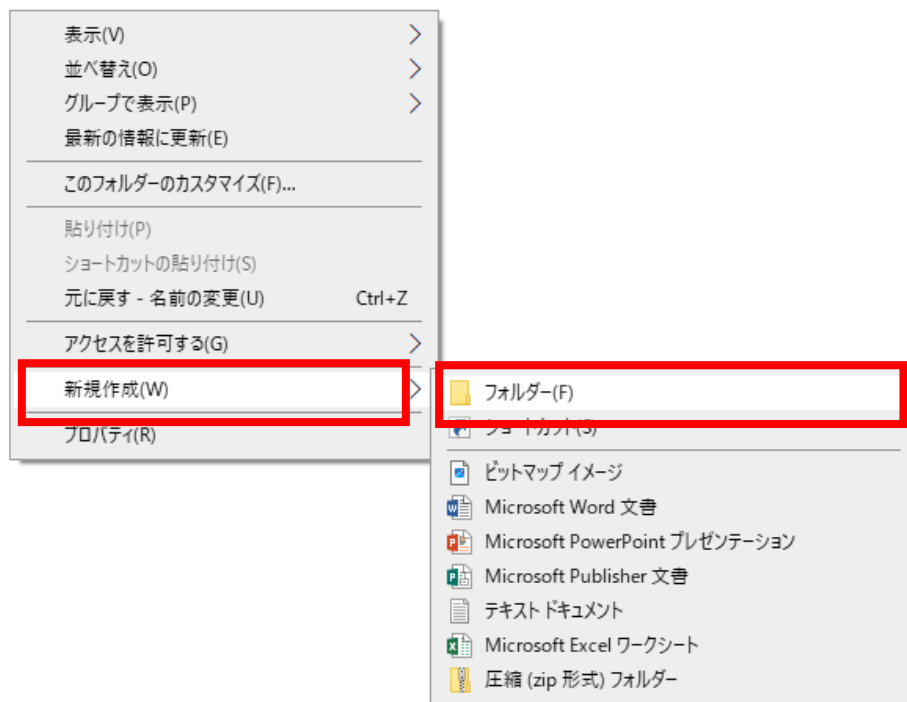 表示(V)
並べ替え(O)
グループで表示(P)
最新の情報に更新(E)
このフォルダーのカスタマイズ(F)...
貼り付け(P)
ショートカットの貼り付け(S)
元に戻す - 名前の変更(U) Ctrl+Z
アクセスを許可する(G)
新規作成(W)
プロパティ(R)
フォルダー(F)
ショートカット(S)
ビットマップ イメージ
Microsoft Word 文書
Microsoft PowerPoint プレゼンテーション
Microsoft Publisher 文書
テキスト ドキュメント
Microsoft Excel ワークシート
圧縮 (zip 形式) フォルダー